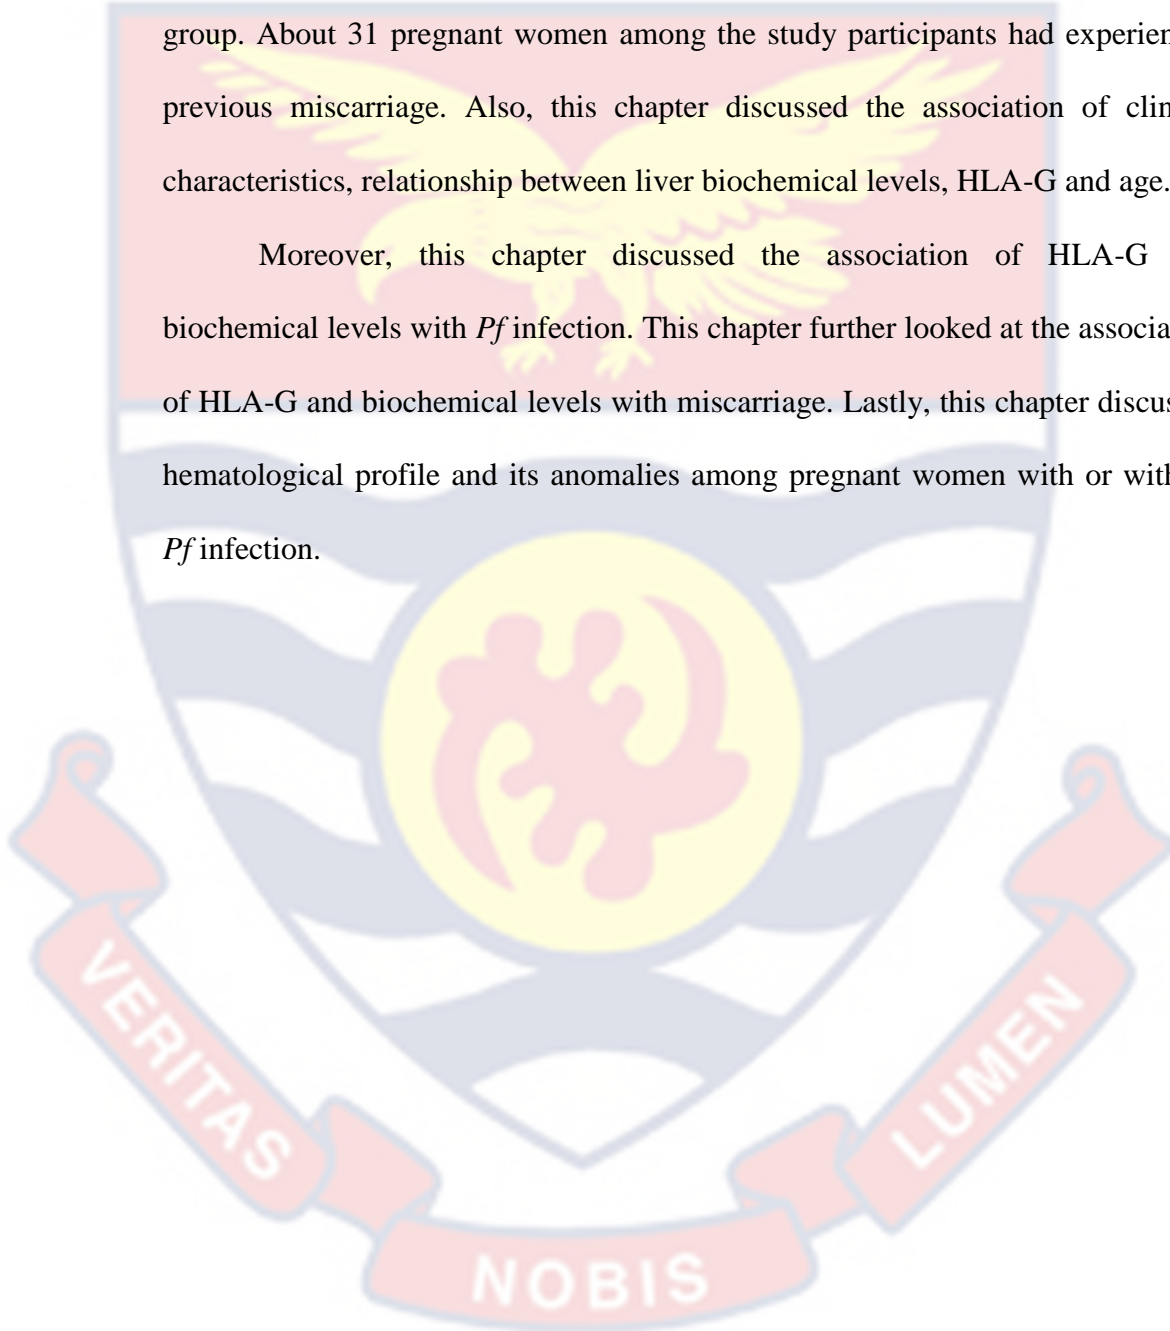 group. About 31 pregnant women among the study participants had experien
previous miscarriage. Also, this chapter discussed the association of clin
characteristics, relationship between liver biochemical levels, HLA-G and age.
Moreover, this chapter discussed the association of HLA-G
biochemical levels with Pf infection. This chapter further looked at the associa
of HLA-G and biochemical levels with miscarriage. Lastly, this chapter discus
hematological profile and its anomalies among pregnant women with or with
Pf infection.
VERITAS
NOBIS
LUMEN